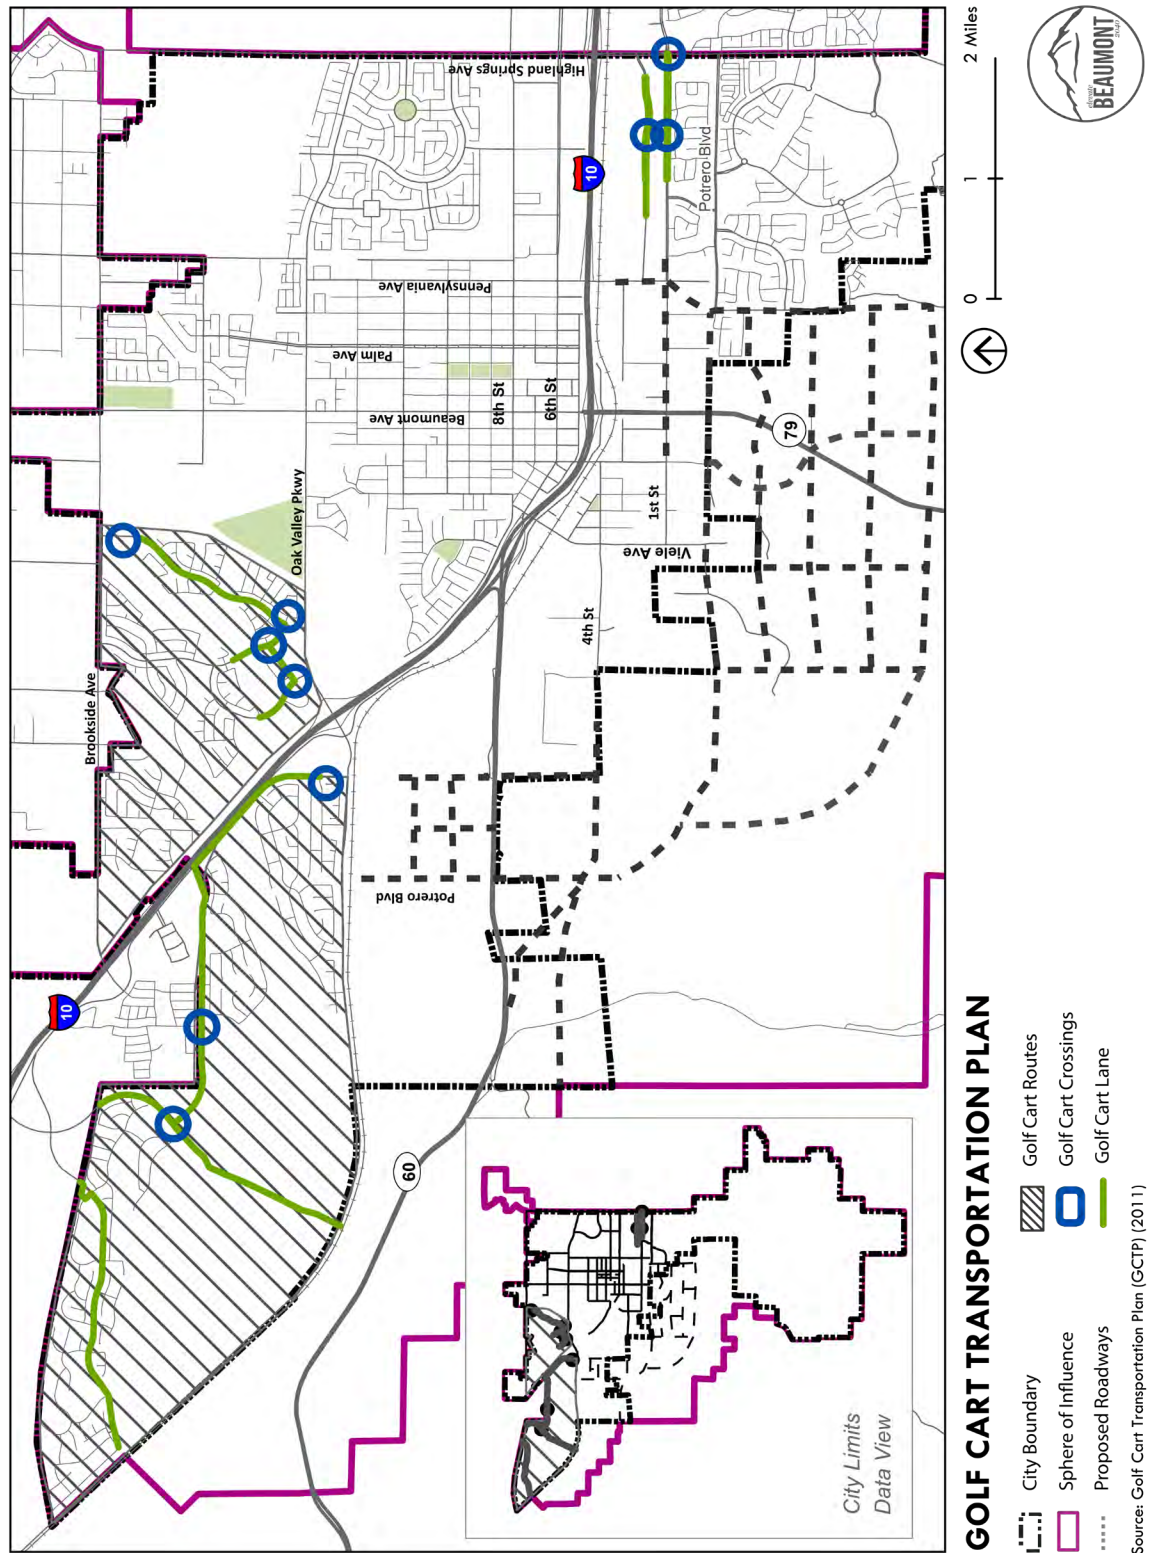 Highland Springs Ave
10
Potrero Blvd
Pennsylvania Ave
Palm Ave
Beaumont Ave
8th St
6th St
79
Oak Valley Pkwy
1st St
Viele Ave
4th St
Brookside Ave
Potrero Blvd
10
60
City Limits
Data View
GOLF CART TRANSPORTATION PLAN
City Boundary
Sphere of Influence
Proposed Roadways
Golf Cart Routes
Golf Cart Crossings
Golf Cart Lane
Source: Golf Cart Transportation Plan (GCTP) (2011)
0 1 2 Miles
elevate
BEAUMONT
2040